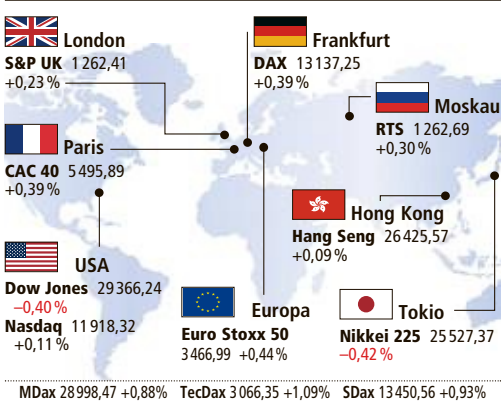 London
S&P UK 1 262,41
+0,23 %
Frankfurt
DAX 13 137,25
+0,39 %
Moskau
RTS 1 262,69
+0,30 %
Paris
CAC 40 5 495,89
+0,39 %
Hong Kong
Hang Seng 26 425,57
+0,09 %
USA
Dow Jones 29 366,24
–0,40 %
Nasdaq 11 918,32
+0,11 %
Europa
Euro Stoxx 50
3 466,99 +0,44 %
Tokio
Nikkei 225 25 527,37
–0,42 %
MDax 28 998,47 +0,88% TecDax 3 066,35 +1,09% SDax 13 450,56 +0,93%